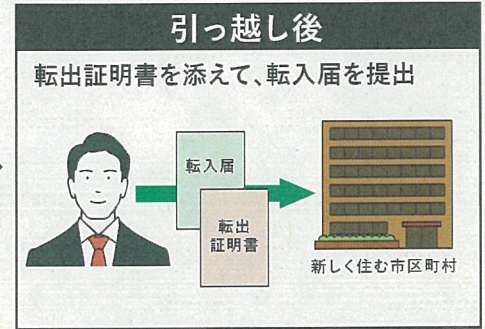 引っ越し後
転出証明書を添えて、転入届を提出
転入届
転出
証明書
新しく住む市区町村